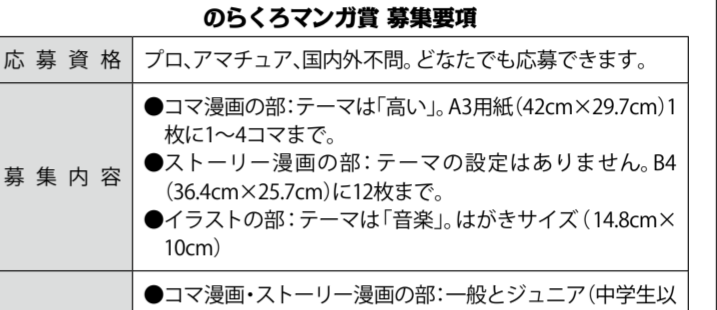 のらくろマンガ賞 募集要項
応募資格
プロ、アマチュア、国内外不問。どなたでも応募できます。
募集内容
●コマ漫画の部：テーマは「高い」。A3用紙（42cm×29.7cm）1
枚に1〜4コマまで。
●ストーリー漫画の部：テーマの設定はありません。B4
（36.4cm×25.7cm）に12枚まで。
●イラストの部：テーマは「音楽」。はがきサイズ（14.8cm×
10cm）
●コマ漫画・ストーリー漫画の部：一般とジュニア（中学生以